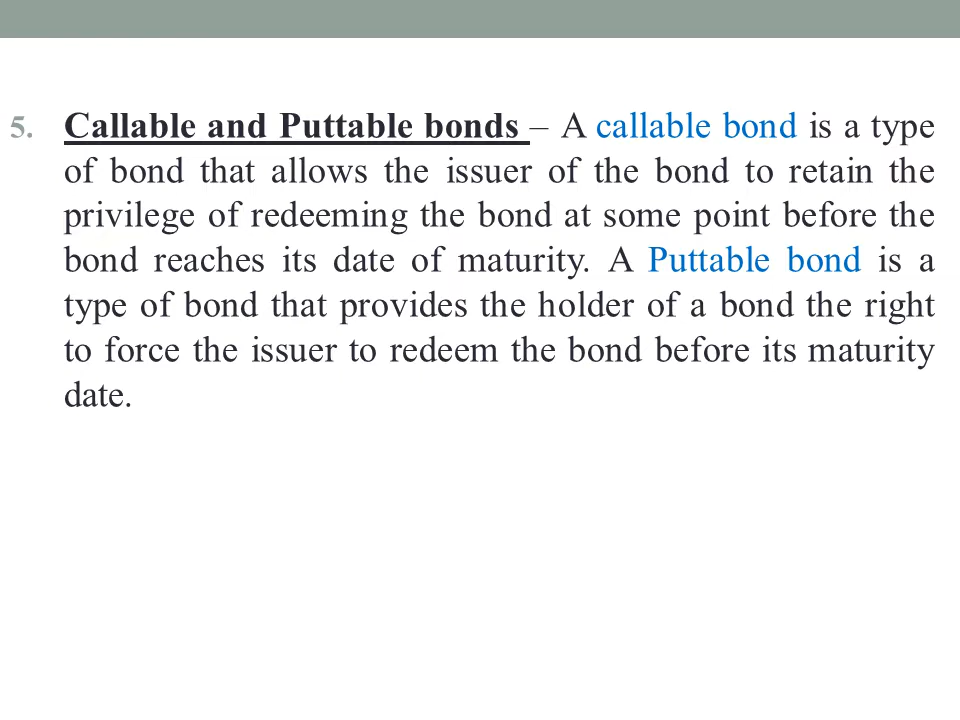 5. Callable and Puttable bonds – A callable bond is a type
of bond that allows the issuer of the bond to retain the
privilege of redeeming the bond at some point before the
bond reaches its date of maturity. A Puttable bond is a
type of bond that provides the holder of a bond the right
to force the issuer to redeem the bond before its maturity
date.